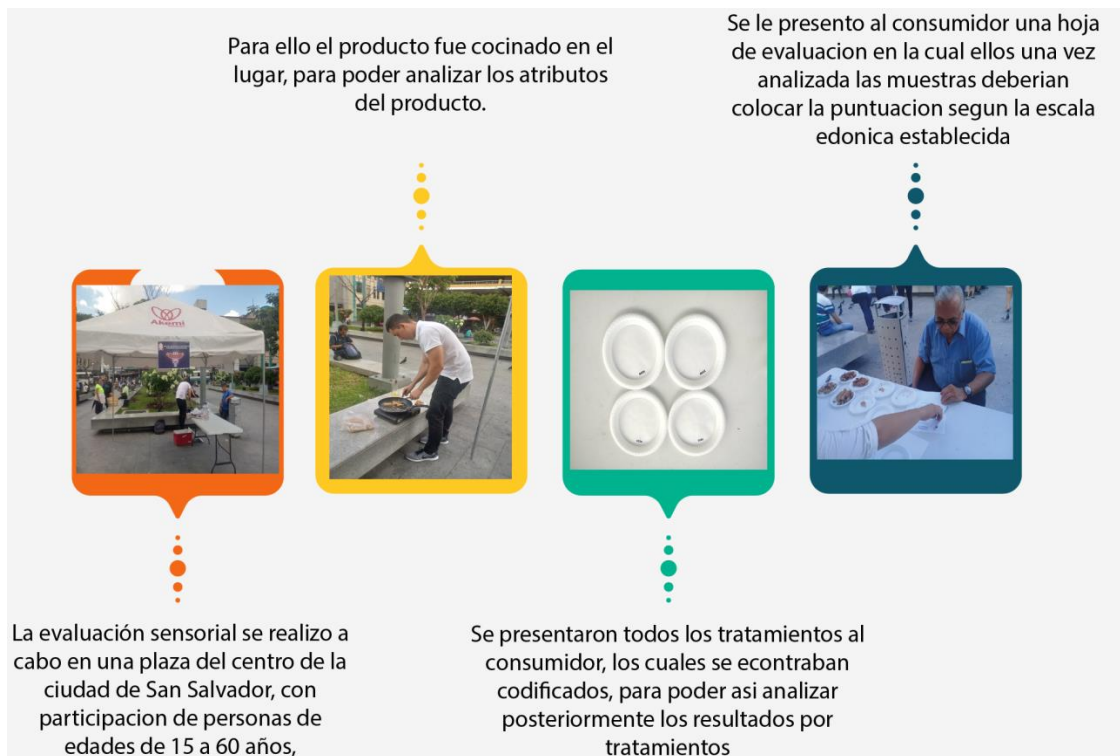 Para ello el producto fue cocinado en el
lugar, para poder analizar los atributos
del producto.
Se le presento al consumidor una hoja
de evaluacion en la cual ellos una vez
analizada las muestras deberian
colocar la puntuacion segun la escala
edonica establecida
Akumi
La evaluación sensorial se realizo a
cabo en una plaza del centro de la
ciudad de San Salvador, con
participacion de personas de
edades de 15 a 60 años,
Se presentaron todos los tratamientos al
consumidor, los cuales se econtraban
codificados, para poder asi analizar
posteriormente los resultados por
tratamientos